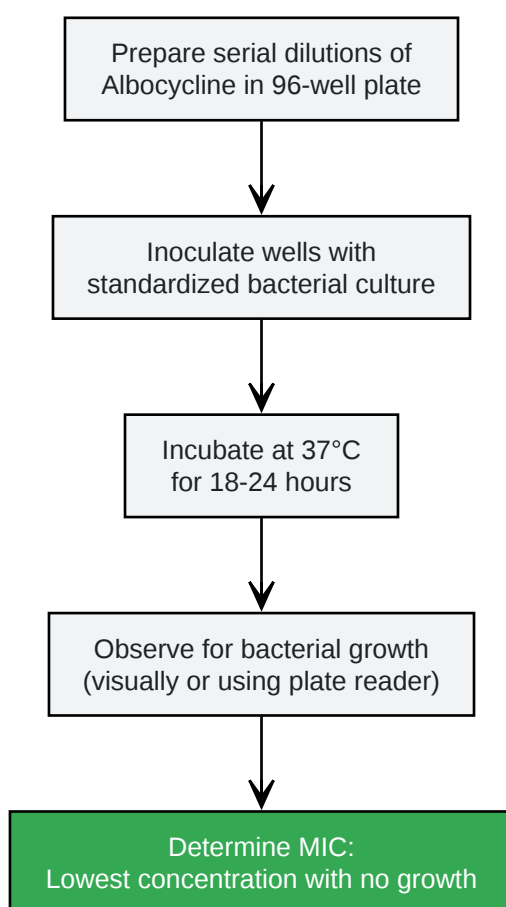 Prepare serial dilutions of
Albocycline in 96-well plate
Inoculate wells with
standardized bacterial culture
Incubate at 37°C
for 18-24 hours
Observe for bacterial growth
(visually or using plate reader)
Determine MIC:
Lowest concentration with no growth